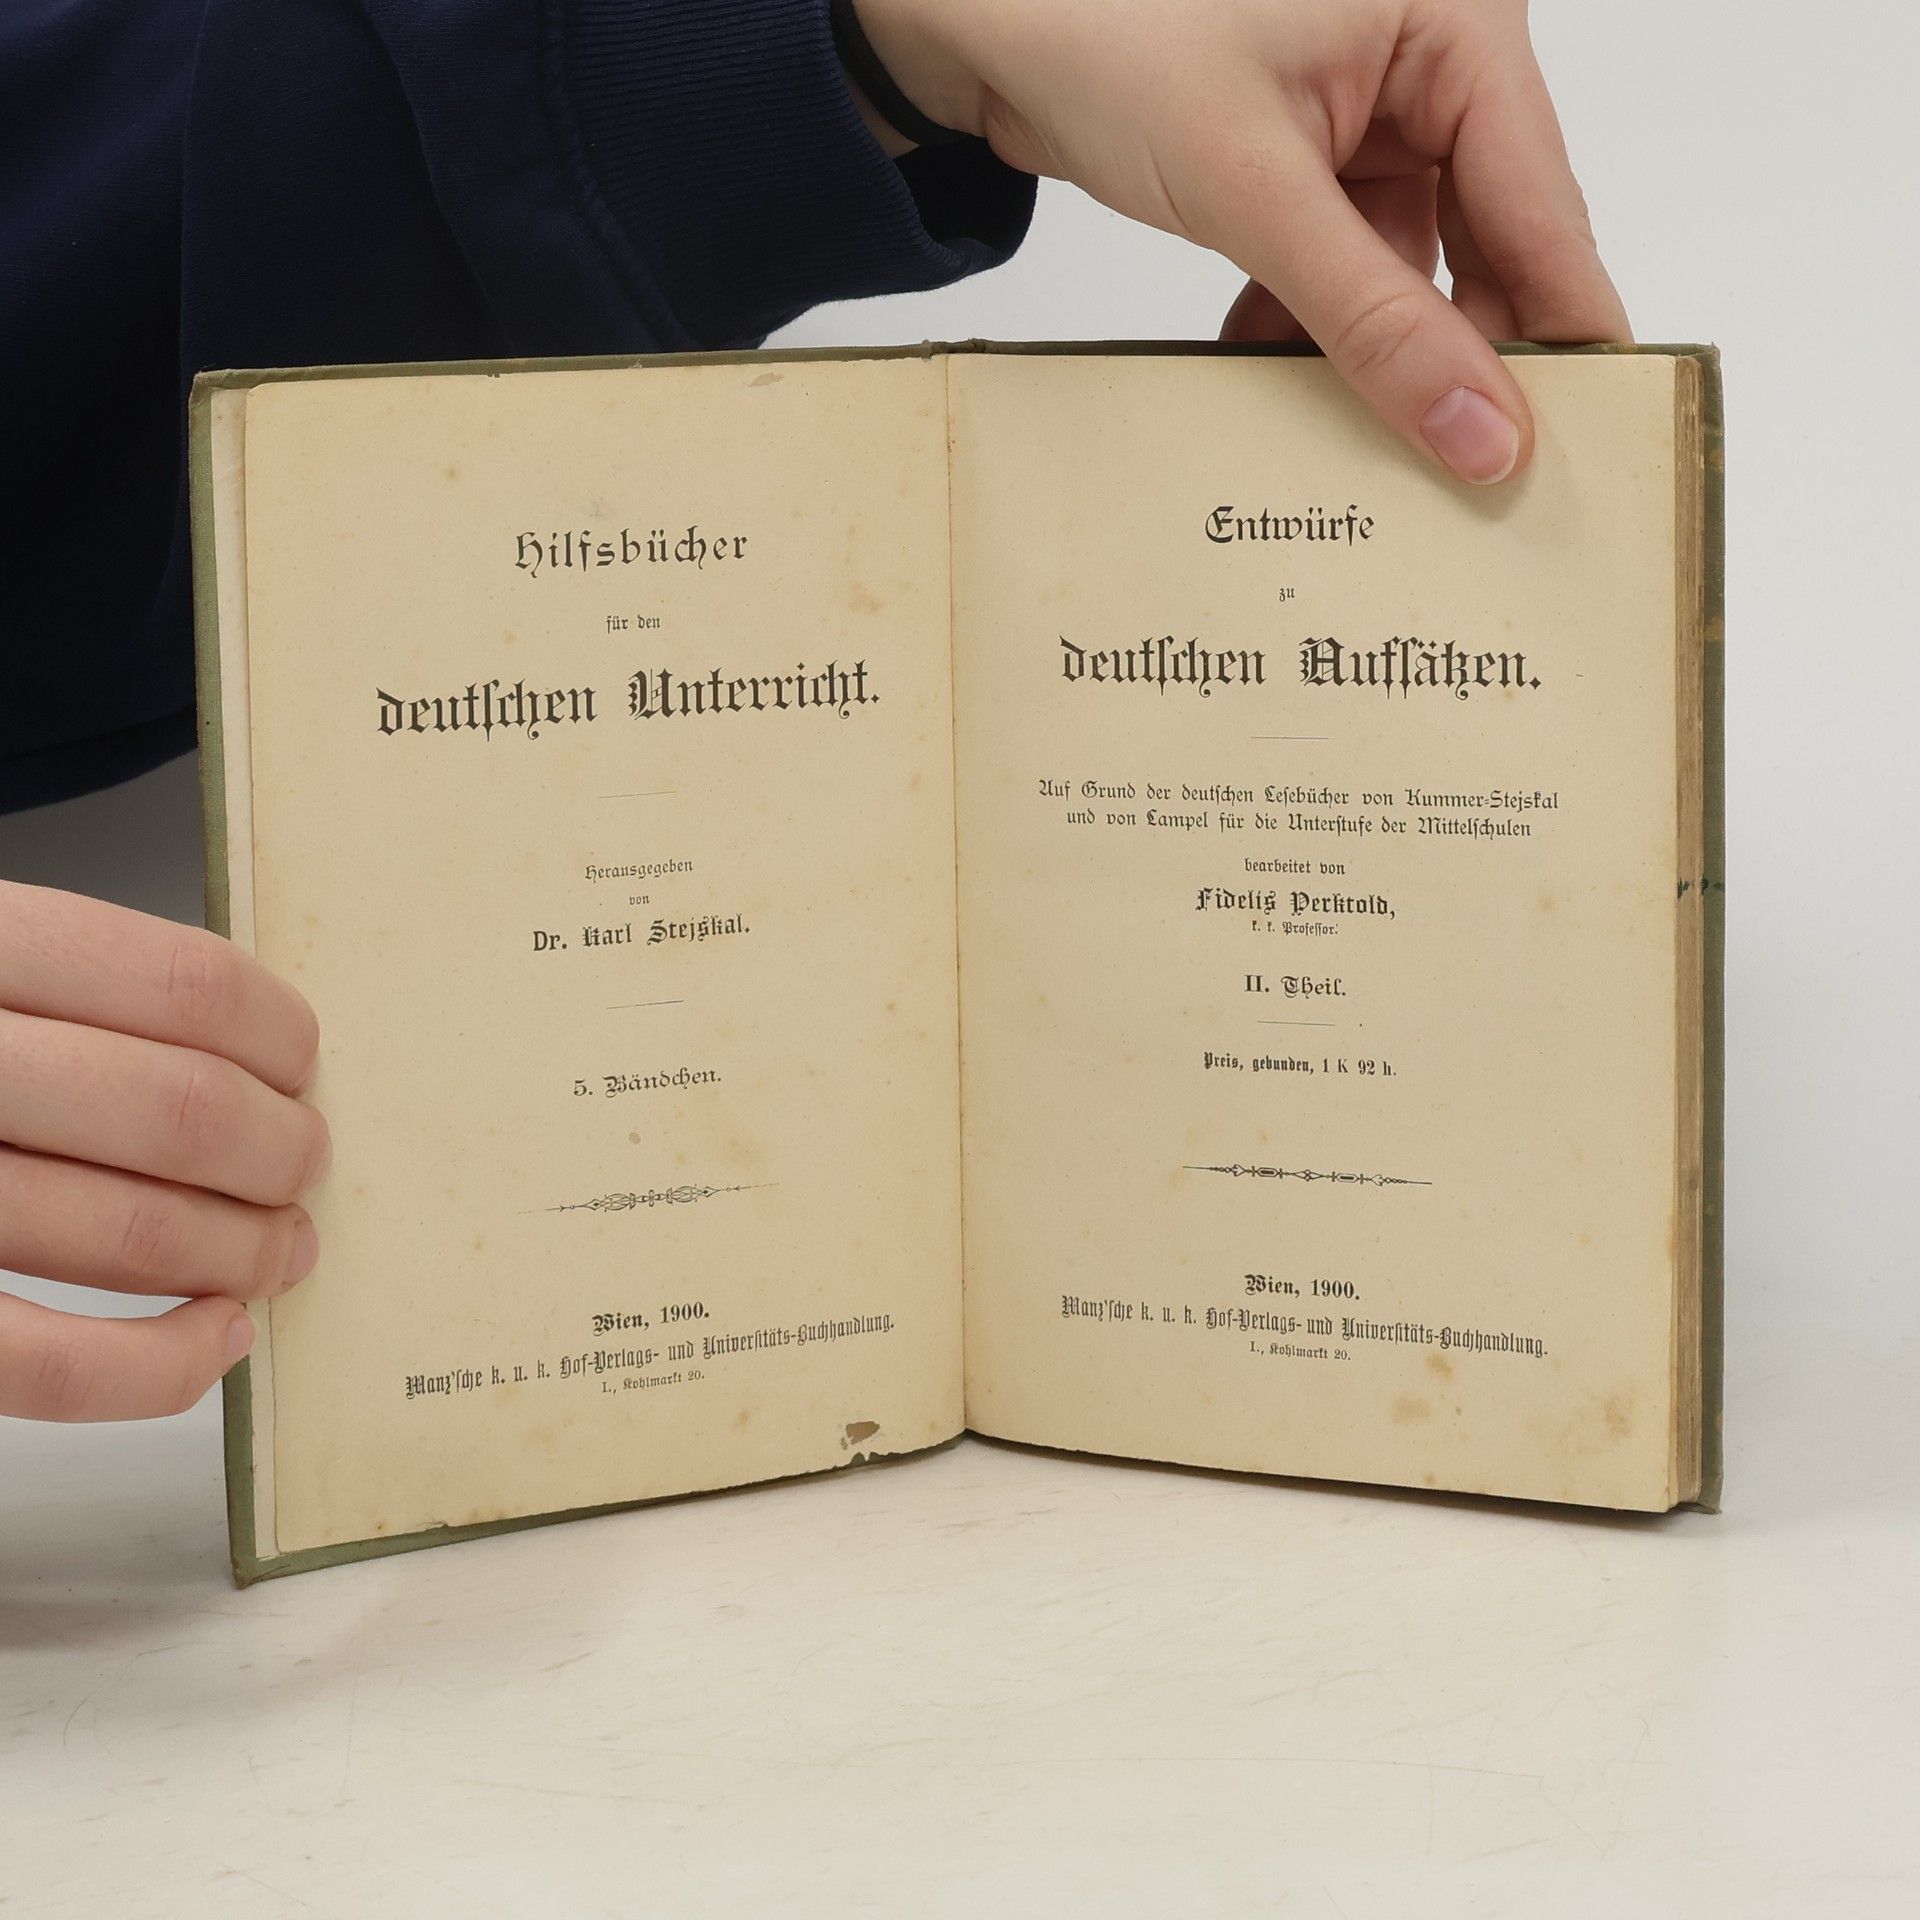 Hilfsbücher
für den
deutſchen Unterricht.
Herausgegeben
von
Dr. Karl Stejskal.
5. Bändchen.
Wien, 1900.
Manz'ſche k. u. k. Hof-Verlags- und Univerſitäts-Buchhandlung.
I., Kohlmarkt 20.
Entwürfe
zu
deutſchen Aufſätzen.
Auf Grund der deutſchen Leſebücher von Kummer-Stejskal
und von Lampel für die Unterſtufe der Mittelſchulen
bearbeitet von
Fidelis Perktold,
k. k. Profeſſor.
II. Theil.
Preis, gebunden, 1 K 92 h.
Wien, 1900.
Manz'ſche k. u. k. Hof-Verlags- und Univerſitäts-Buchhandlung.
I., Kohlmarkt 20.